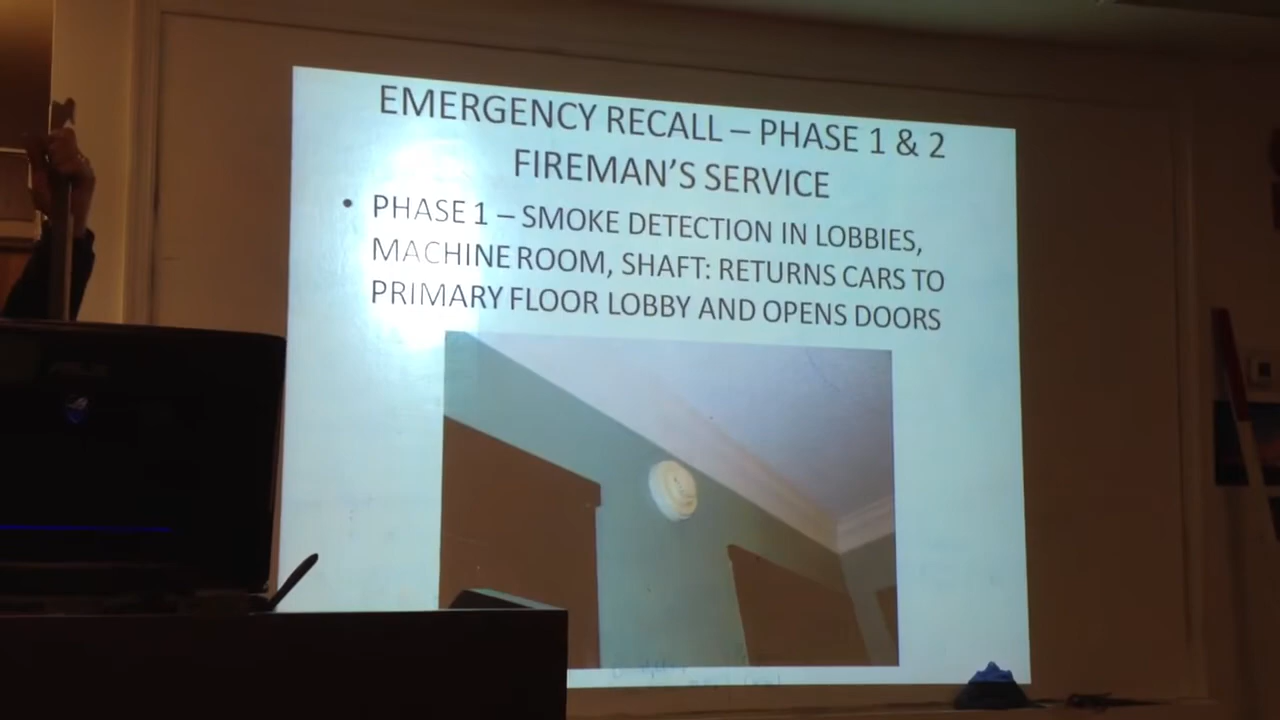 EMERGENCY RECALL – PHASE 1 & 2
FIREMAN'S SERVICE
• PHASE 1 – SMOKE DETECTION IN LOBBIES,
MACHINE ROOM, SHAFT: RETURNS CARS TO
PRIMARY FLOOR LOBBY AND OPENS DOORS